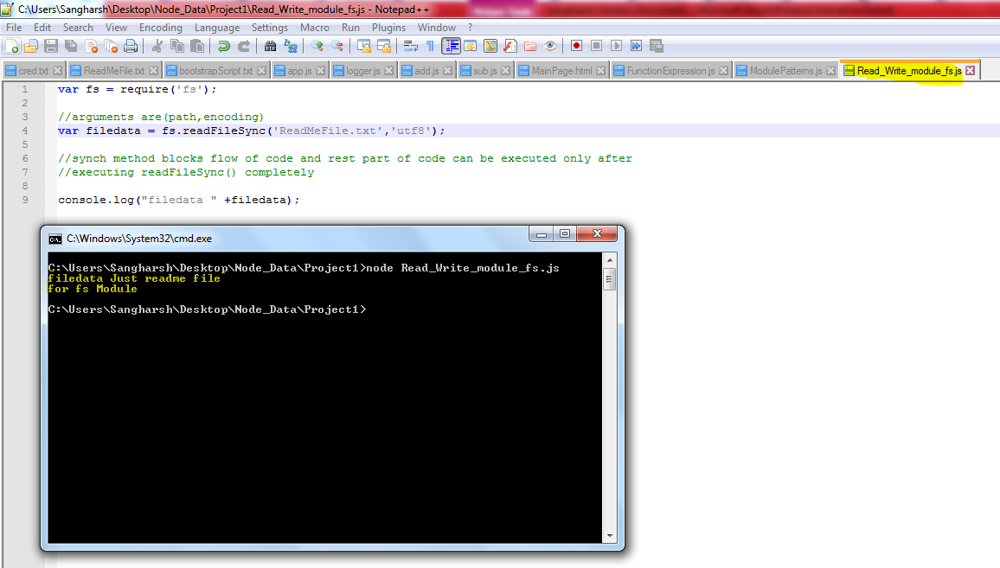 C:\Users\Sangharsh\Desktop\Node_Data\Project1\Read_Write_module_fs.js - Notepad++
File Edit Search View Encoding Language Settings Macro Run Plugins Window ?
cred.txt ReadMeFile.txt bootstrapScript.txt app.js logger.js add.js sub.js MainPage.html FunctionExpression.js ModulePatterns.js Read_Write_module_fs.js
1 var fs = require('fs');
2
3 //arguments are(path,encoding)
4 var filedata = fs.readFileSync('ReadMeFile.txt','utf8');
5
6 //synch method blocks flow of code and rest part of code can be executed only after
7 //executing readFileSync() completely
8
9 console.log("filedata " +filedata);
C:\Windows\System32\cmd.exe
C:\Users\Sangharsh\Desktop\Node_Data\Project1>node Read_Write_module_fs.js
filedata Just readme file
for fs Module
C:\Users\Sangharsh\Desktop\Node_Data\Project1>